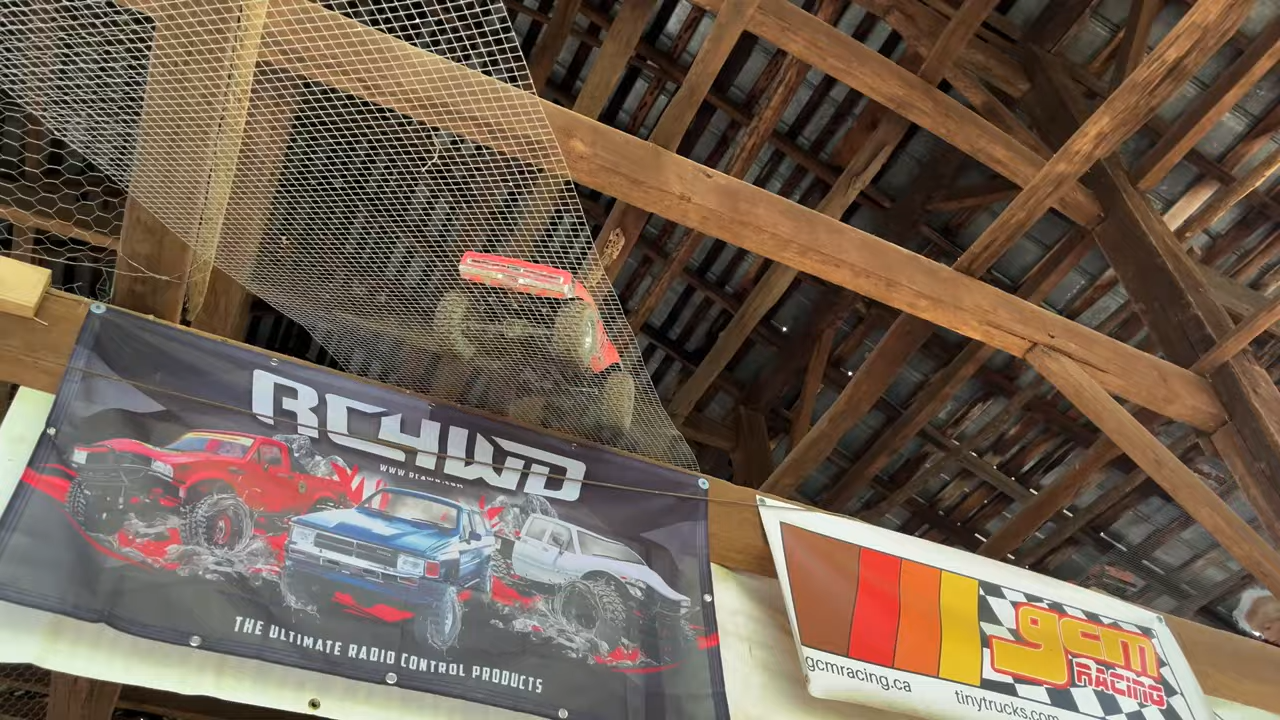 RC4WD
www.rc4wd.com
THE ULTIMATE RADIO CONTROL PRODUCTS
gcm
RACING
gcmracing.ca
tinytrucks.com